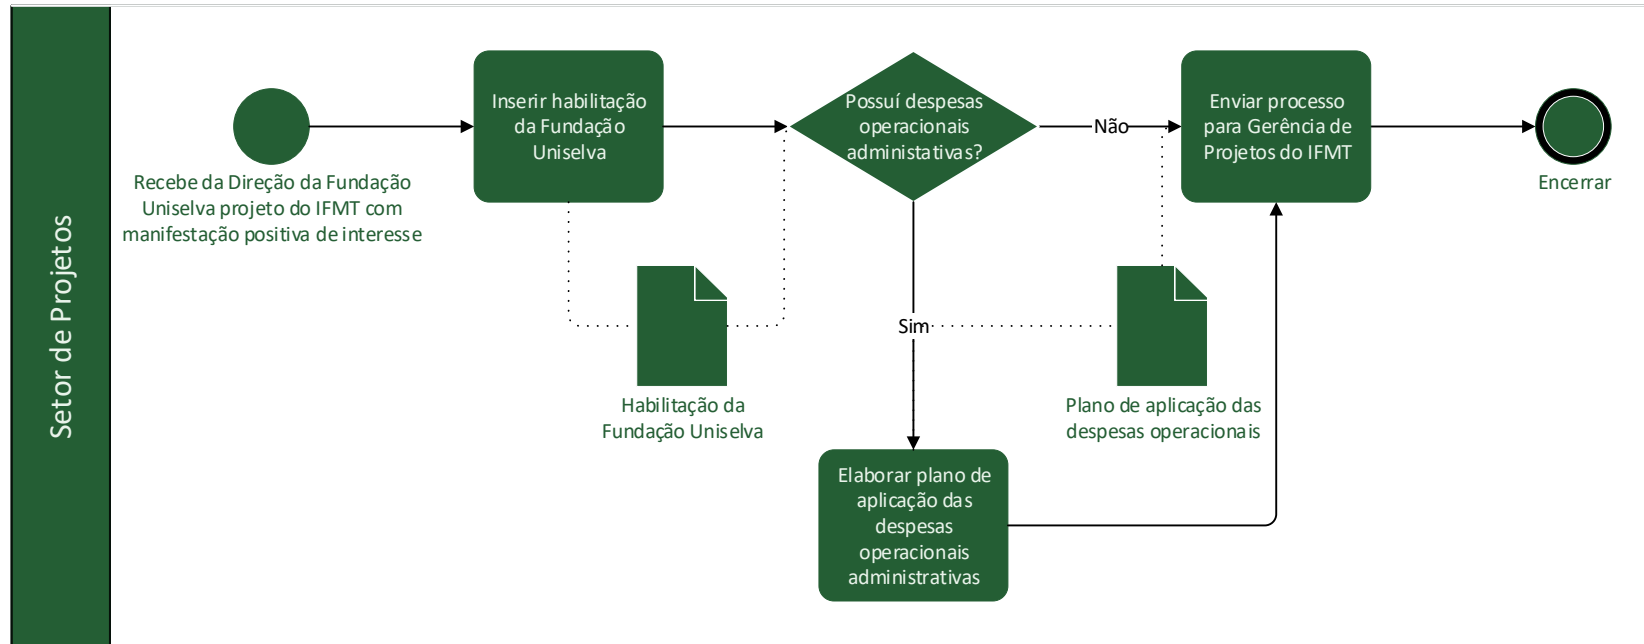 Setor de Projetos
Recebe da Direção da Fundação
Uniselva projeto do IFMT com
manifestação positiva de interesse
Inserir habilitação
da Fundação
Uniselva
Possuí despesas
operacionais
administativas?
Não
Enviar processo
para Gerência de
Projetos do IFMT
Encerrar
Sim
Habilitação da
Fundação Uniselva
Plano de aplicação das
despesas operacionais
Elaborar plano de
aplicação das
despesas
operacionais
administrativas